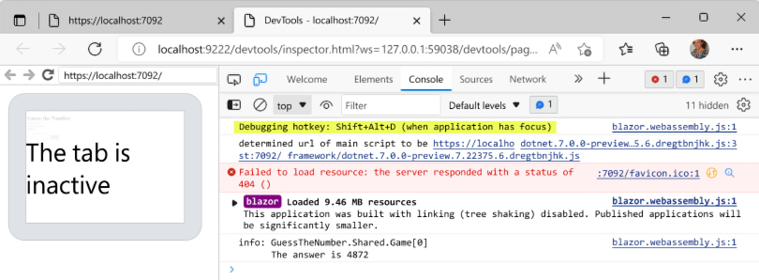 https://localhost:7092
DevTools - localhost:7092/
localhost:9222/devtools/inspector.html?ws=127.0.0.1:59038/devtools/pag...
https://localhost:7092/
Welcome Elements Console Sources Network » + 1 1
top Filter Default levels 1 11 hidden
The tab is
inactive
Debugging hotkey: Shift+Alt+D (when application has focus) blazor.webassembly.js:1
determined url of main script to be https://localho dotnet.7.0.0-preview…5.6.dregtbnjhk.js:3
st:7092/_framework/dotnet.7.0.0-preview.7.22375.6.dregtbnjhk.js
Failed to load resource: the server responded with a status of :7092/favicon.ico:1
404 ()
blazor Loaded 9.46 MB resources blazor.webassembly.js:1
This application was built with linking (tree shaking) disabled. Published applications will
be significantly smaller.
info: GuessTheNumber.Shared.Game[0] blazor.webassembly.js:1
The answer is 4872